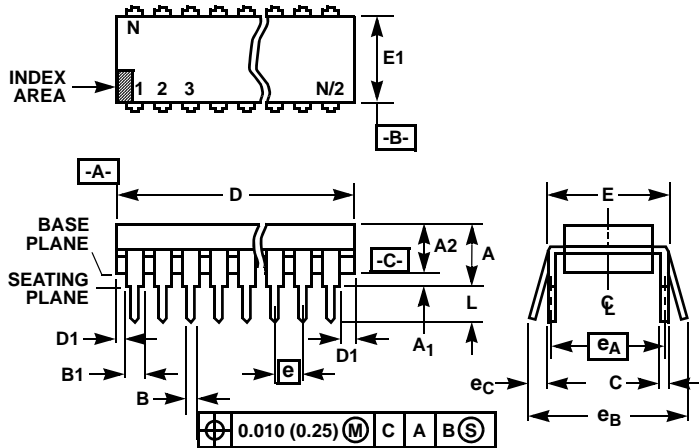 N
E1
INDEX
AREA
1 2 3 N/2
-B-
-A-
D
E
BASE
PLANE
A2
A
-C-
SEATING
PLANE
L
℄
D1
A1
D1
eA
B1
e
eC
C
B
eB
⌖ 0.010 (0.25) Ⓜ C A B Ⓢ